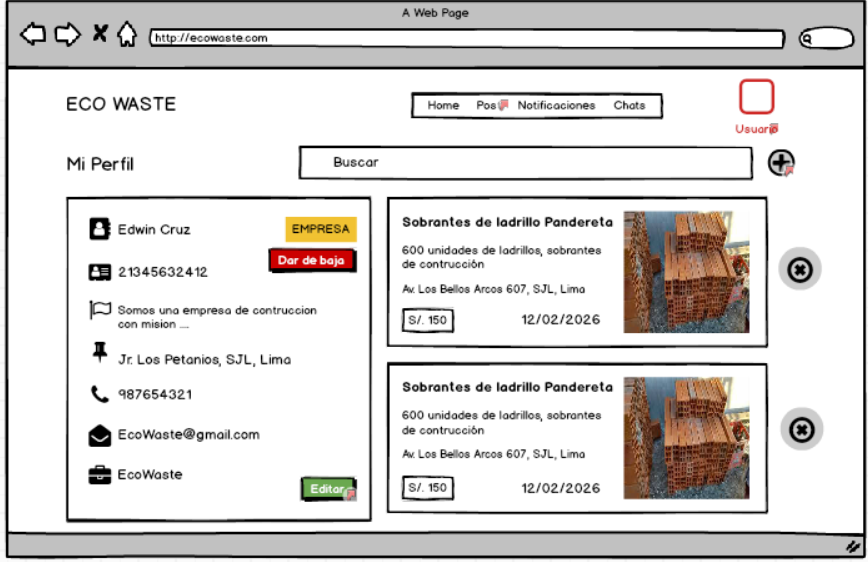 A Web Page
http://ecowaste.com
ECO WASTE
Home Pos Notificaciones Chats
Usuario
Mi Perfil
Buscar
Edwin Cruz
EMPRESA
Dar de baja
21345632412
Somos una empresa de contruccion
con mision ....
Jr. Los Petanios, SJL, Lima
987654321
EcoWaste@gmail.com
EcoWaste
Editar
Sobrantes de ladrillo Pandereta
600 unidades de ladrillos, sobrantes
de contrucción
Av. Los Bellos Arcos 607, SJL, Lima
S/. 150 12/02/2026
Sobrantes de ladrillo Pandereta
600 unidades de ladrillos, sobrantes
de contrucción
Av. Los Bellos Arcos 607, SJL, Lima
S/. 150 12/02/2026